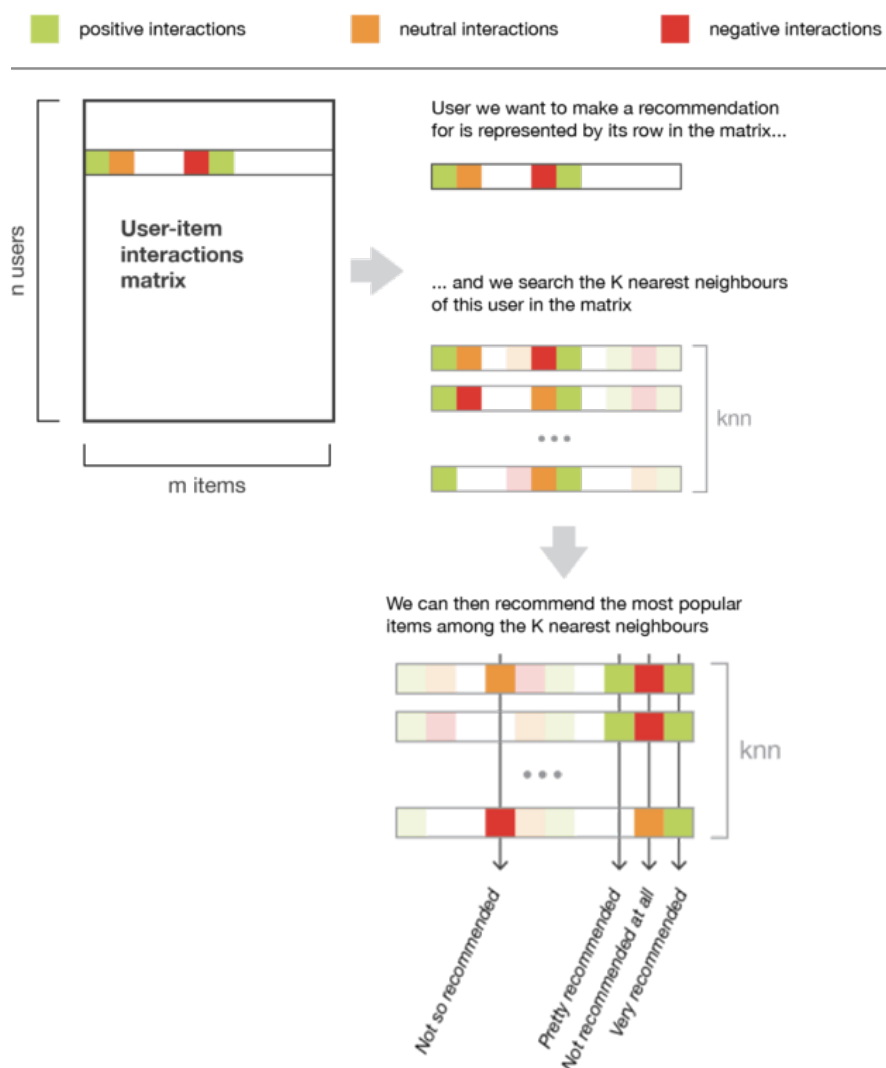 positive interactions
neutral interactions
negative interactions
User we want to make a recommendation
for is represented by its row in the matrix...
n users
User-item
interactions
matrix
m items
... and we search the K nearest neighbours
of this user in the matrix
knn
...
We can then recommend the most popular
items among the K nearest neighbours
knn
...
Not so recommended
Pretty recommended
Not recommended at all
Very recommended